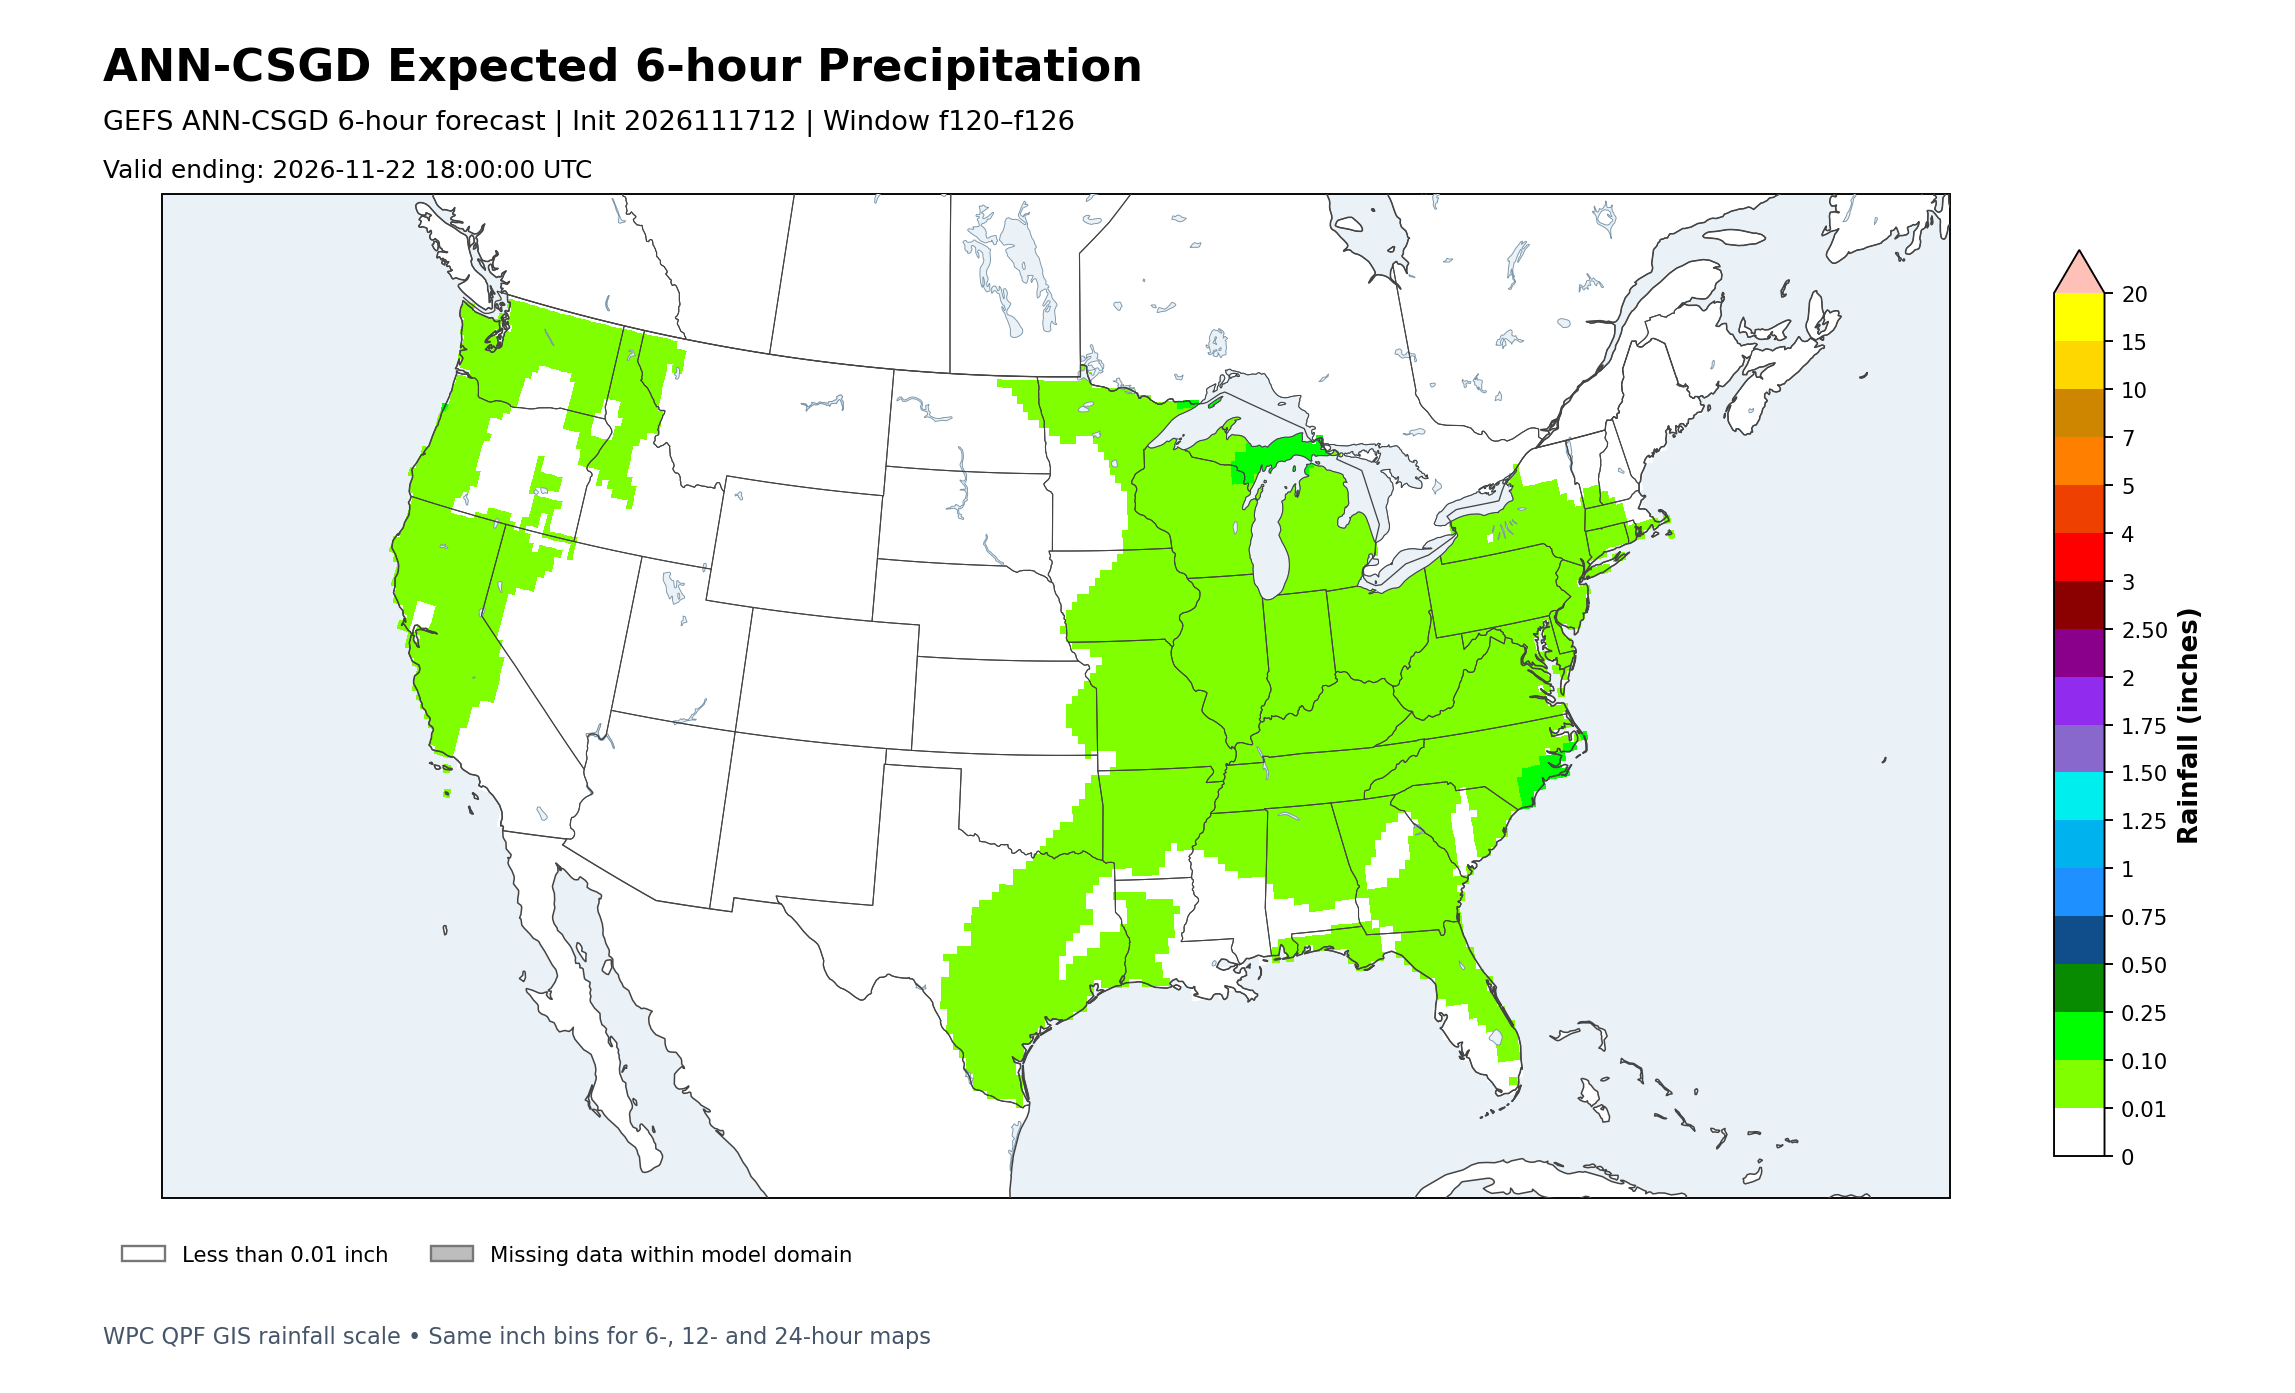 ANN-CSGD Expected 6-hour Precipitation
GEFS ANN-CSGD 6-hour forecast | Init 2026111712 | Window f120–f126
Valid ending: 2026-11-22 18:00:00 UTC
20
15
10
7
5
4
3
2.50
2
1.75
1.50
1.25
1
0.75
0.50
0.25
0.10
0.01
0
Rainfall (inches)
Less than 0.01 inch
Missing data within model domain
WPC QPF GIS rainfall scale • Same inch bins for 6-, 12- and 24-hour maps